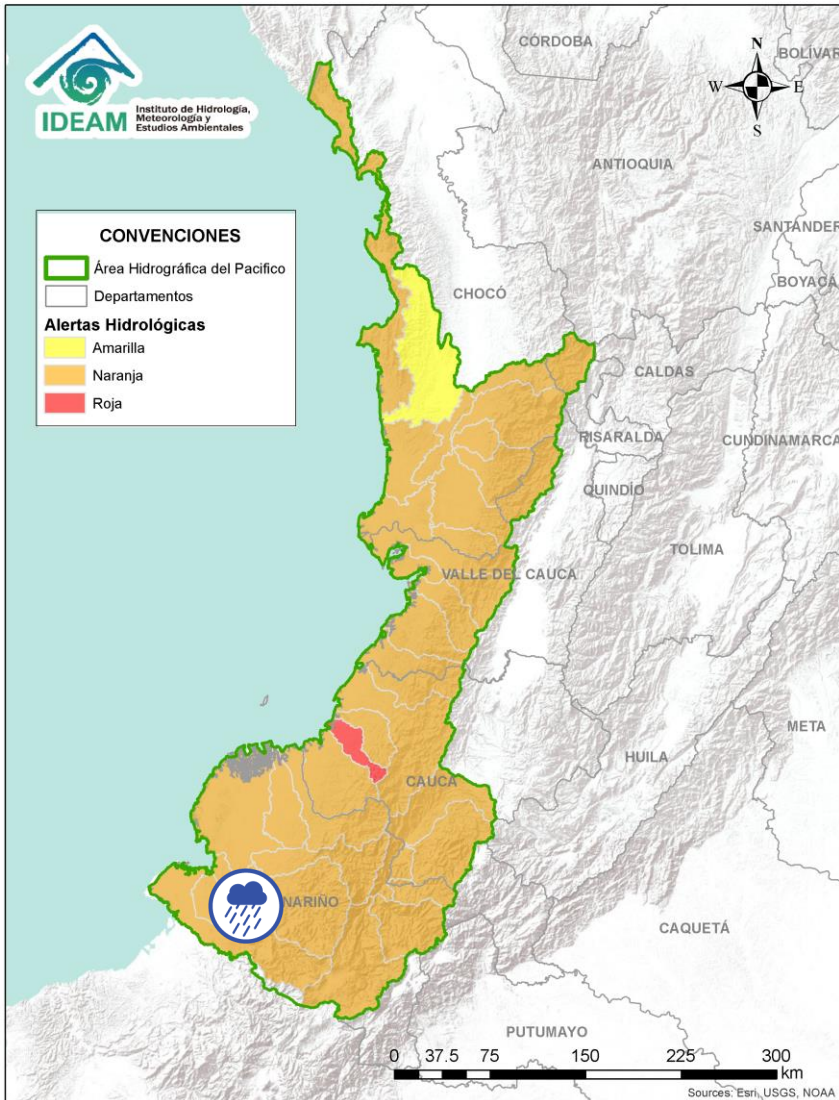 IDEAM
Instituto de Hidrología,
Meteorología y
Estudios Ambientales
CÓRDOBA
BOLÍVAR
N
W
E
S
ANTIOQUIA
SANTANDER
CONVENCIONES
Área Hidrográfica del Pacifico
Departamentos
Alertas Hidrológicas
Amarilla
Naranja
Roja
BOYACÁ
CHOCÓ
CALDAS
RISARALDA
CUNDINAMARCA
QUINDÍO
TOLIMA
VALLE DEL CAUCA
META
HUILA
CAUCA
NARIÑO
CAQUETÁ
PUTUMAYO
0 37.5 75 150 225 300
km
Sources: Esri, USGS, NOAA